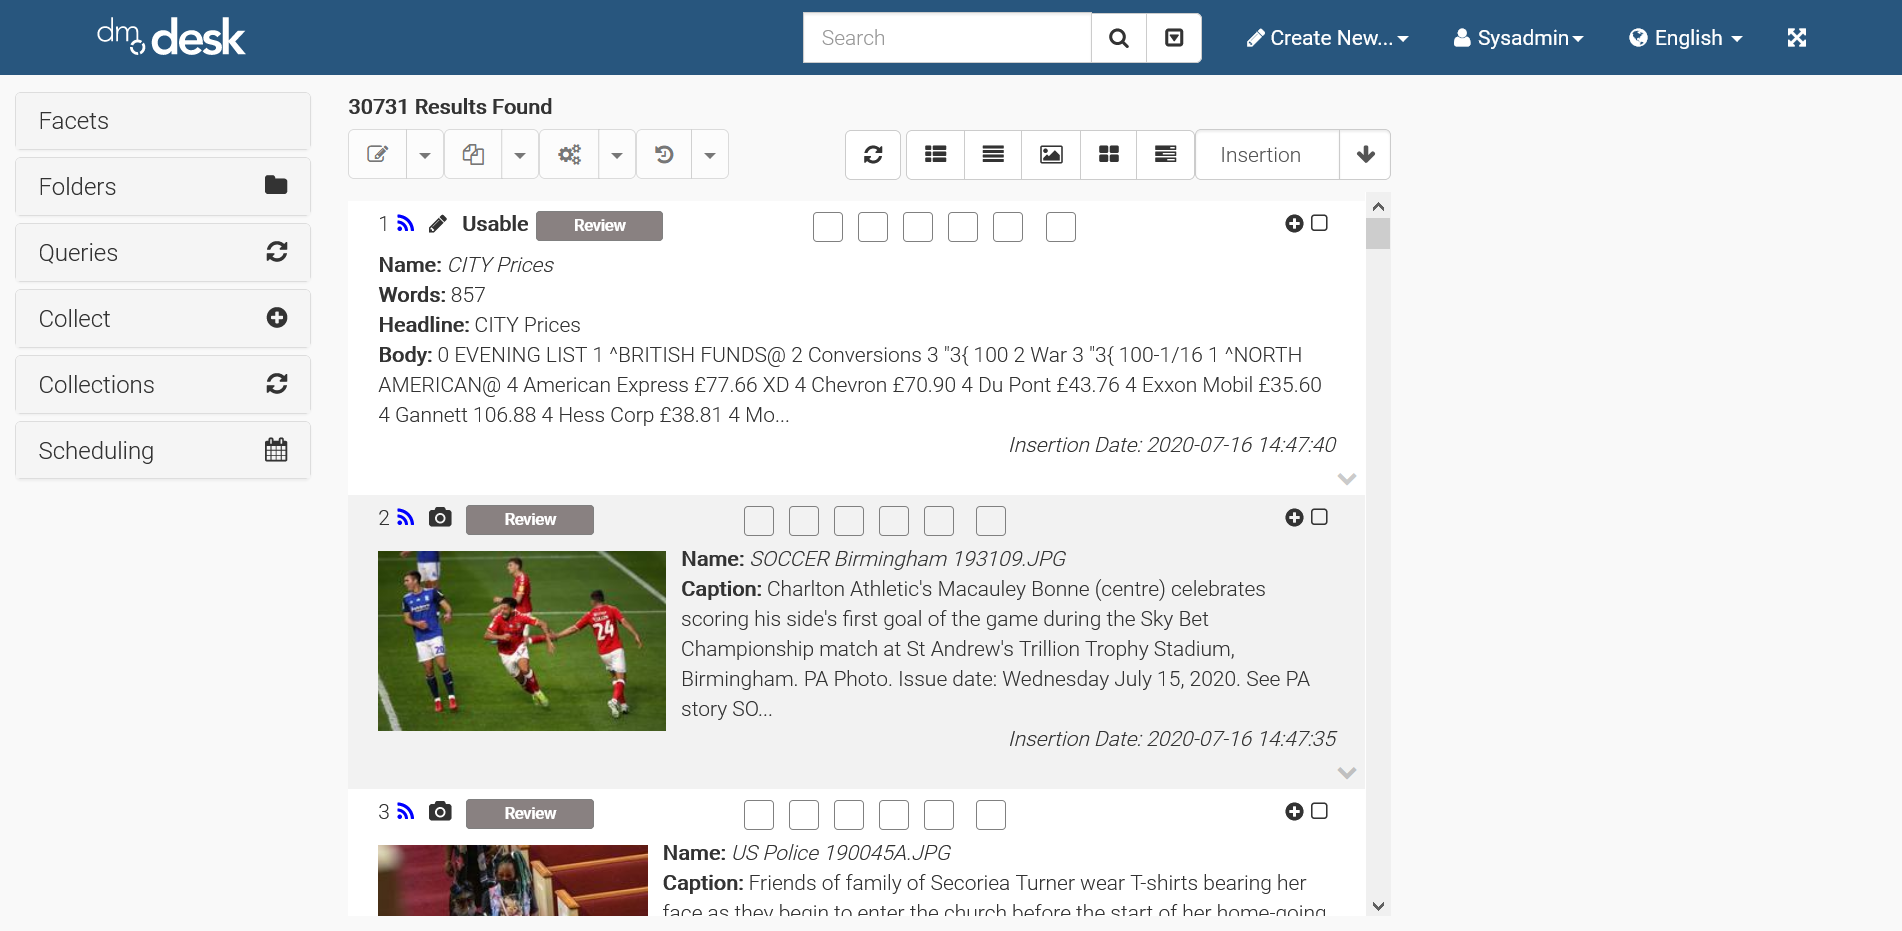 dmo desk
Search
Create New...
Sysadmin
English
Facets
Folders
Queries
Collect
Collections
Scheduling
30731 Results Found
Insertion
1 Usable Review
Name: CITY Prices
Words: 857
Headline: CITY Prices
Body: 0 EVENING LIST 1 ^BRITISH FUNDS@ 2 Conversions 3 "3{ 100 2 War 3 "3{ 100-1/16 1 ^NORTH
AMERICAN@ 4 American Express £77.66 XD 4 Chevron £70.90 4 Du Pont £43.76 4 Exxon Mobil £35.60
4 Gannett 106.88 4 Hess Corp £38.81 4 Mo...
Insertion Date: 2020-07-16 14:47:40
2 Review
24
20
Name: SOCCER Birmingham 193109.JPG
Caption: Charlton Athletic's Macauley Bonne (centre) celebrates
scoring his side's first goal of the game during the Sky Bet
Championship match at St Andrew's Trillion Trophy Stadium,
Birmingham. PA Photo. Issue date: Wednesday July 15, 2020. See PA
story SO...
Insertion Date: 2020-07-16 14:47:35
3 Review
Name: US Police 190045A.JPG
Caption: Friends of family of Secoriea Turner wear T-shirts bearing her
face as they begin to enter the church before the start of her home-going